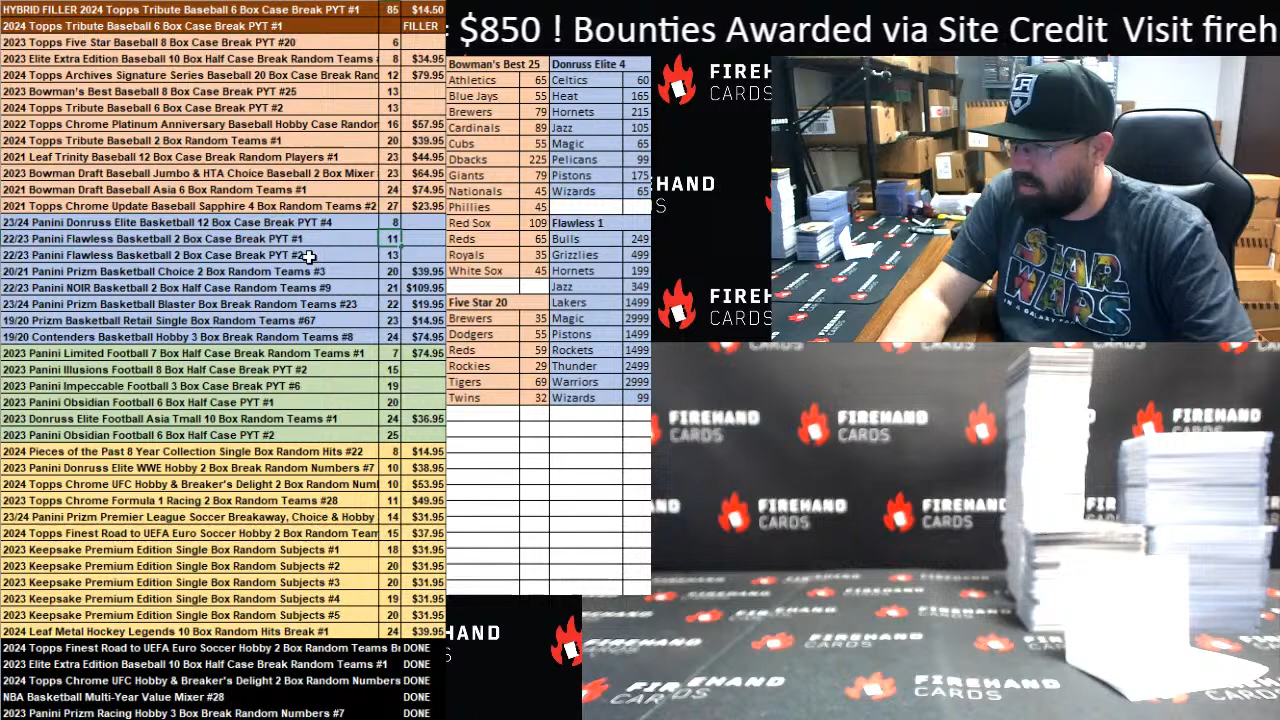 : $850 ! Bounties Awarded via Site Credit Visit fireh
HYBRID FILLER 2024 Topps Tribute Baseball 6 Box Case Break PYT #1 85 $14.50
2024 Topps Tribute Baseball 6 Box Case Break PYT #1 FILLER
2023 Topps Five Star Baseball 8 Box Case Break PYT #20 6
2023 Elite Extra Edition Baseball 10 Box Half Case Break Random Teams 8 $34.95
2024 Topps Archives Signature Series Baseball 20 Box Case Break Rand 12 $79.95
2023 Bowman's Best Baseball 8 Box PYT #25 13
2024 Topps Tribute Baseball 6 Box Case Break PYT #2 13
2022 Topps Chrome Platinum Anniversary Baseball Hobby Case Random 16 $57.95
2024 Topps Tribute Baseball 2 Box Random Teams #1 20 $39.95
2021 Leaf Trinity Baseball 12 Box Case Break Random Players #1 23 $44.95
2023 Bowman Draft Baseball Jumbo & HTA Choice Baseball 2 Box Mixer 23 $64.95
2021 Bowman Draft Baseball Asia 6 Box Random Teams #1 24 $74.95
2021 Topps Chrome Update Baseball Sapphire 4 Box Random Teams #2 27 $23.95
23/24 Panini Donruss Elite Basketball 12 Box Case Break PYT #4 8
22/23 Panini Flawless Basketball 2 Box Case Break PYT #1 11
22/23 Panini Flawless Basketball 2 Box Case Break PYT #2 13
20/21 Panini Prizm Basketball Choice 2 Box Random Teams #3 20 $39.95
22/23 Panini NOIR Basketball 2 Box Random Teams #9 21 $109.95
23/24 Panini Prizm Basketball Blaster Box Break Random Teams #23 22 $19.95
19/20 Prizm Basketball Retail Single Box Random Teams #67 23 $14.95
19/20 Contenders Basketball Hobby 3 Box Break Random Teams #8 24 $74.95
2023 Panini Limited Football 7 Box Half Case Break Random Teams #1 7 $74.95
2023 Panini Illusions Football 8 Box Half Case Break PYT #2 15
2023 Panini Impeccable Football 3 Box Case Break PYT #6 19
2023 Panini Obsidian Football 6 Box Half Case PYT #1 20
2023 Donruss Elite Football Asia Tmall 10 Box Random Teams #1 24 $36.95
2023 Panini Obsidian Football 6 Box Half Case PYT #2 25
2024 Pieces of the Past 8 Year Collection Single Box Random Hits #22 8 $14.95
2023 Panini Donruss Elite WWE Hobby 2 Box Break Random Numbers #7 10 $38.95
2024 Topps Chrome UFC Hobby & Breaker's Delight 2 Box Random Numl 10 $53.95
2023 Topps Chrome Formula 1 Racing 2 Box Random Teams #28 11 $49.95
23/24 Panini Prizm Premier League Soccer Breakaway, Choice & Hobby 14 $31.95
2024 Topps Finest Road to UEFA Euro Soccer Hobby 2 Box Random Team 15 $37.95
2023 Keepsake Premium Edition Single Box Random Subjects #1 18 $31.95
2023 Keepsake Premium Edition Single Box Random Subjects #2 20 $31.95
2023 Keepsake Premium Edition Single Box Random Subjects #3 20 $31.95
2023 Keepsake Premium Edition Single Box Random Subjects #4 19 $31.95
2023 Keepsake Premium Edition Single Box Random Subjects #5 20 $31.95
2024 Leaf Metal Hockey Legends 10 Box Random Hits Break #1 24 $39.95
2024 Topps Finest Road to UEFA Euro Soccer Hobby 2 Box Random Teams Br DONE
2023 Elite Extra Edition Baseball 10 Box Half Case Break Random Teams #1 DONE
2024 Topps Chrome UFC Hobby & Breaker's Delight 2 Box Random Numbers DONE
NBA Basketball Multi-Year Value Mixer #28 DONE
2023 Panini Prizm Racing Hobby 3 Box Break Random Numbers #7 DONE
Bowman's Best 25
Athletics 65
Blue Jays 55
Brewers 79
Cardinals 89
Cubs 55
Dbacks 225
Giants 79
Nationals 45
Phillies 45
Red Sox 109
Reds 65
Royals 35
White Sox 45
Five Star 20
Brewers 35
Dodgers 55
Reds 59
Rockies 29
Tigers 69
Twins 32
Donruss Elite 4
Celtics 60
Heat 165
Hornets 215
Jazz 105
Magic 65
Pelicans 99
Pistons 175
Wizards 65
Flawless 1
Bulls 249
Grizzlies 499
Hornets 199
Jazz 349
Lakers 1499
Magic 2999
Pistons 1499
Rockets 1499
Thunder 2499
Warriors 2999
Wizards 99
FIREH
CARDS
HAND
S
FIREH
CARDS
HAND
S
LA
STAR
WARS
FIREHAND
CARDS
FIREHAND
CARDS
FIREHAND
CARDS
FIREHAND
CARDS